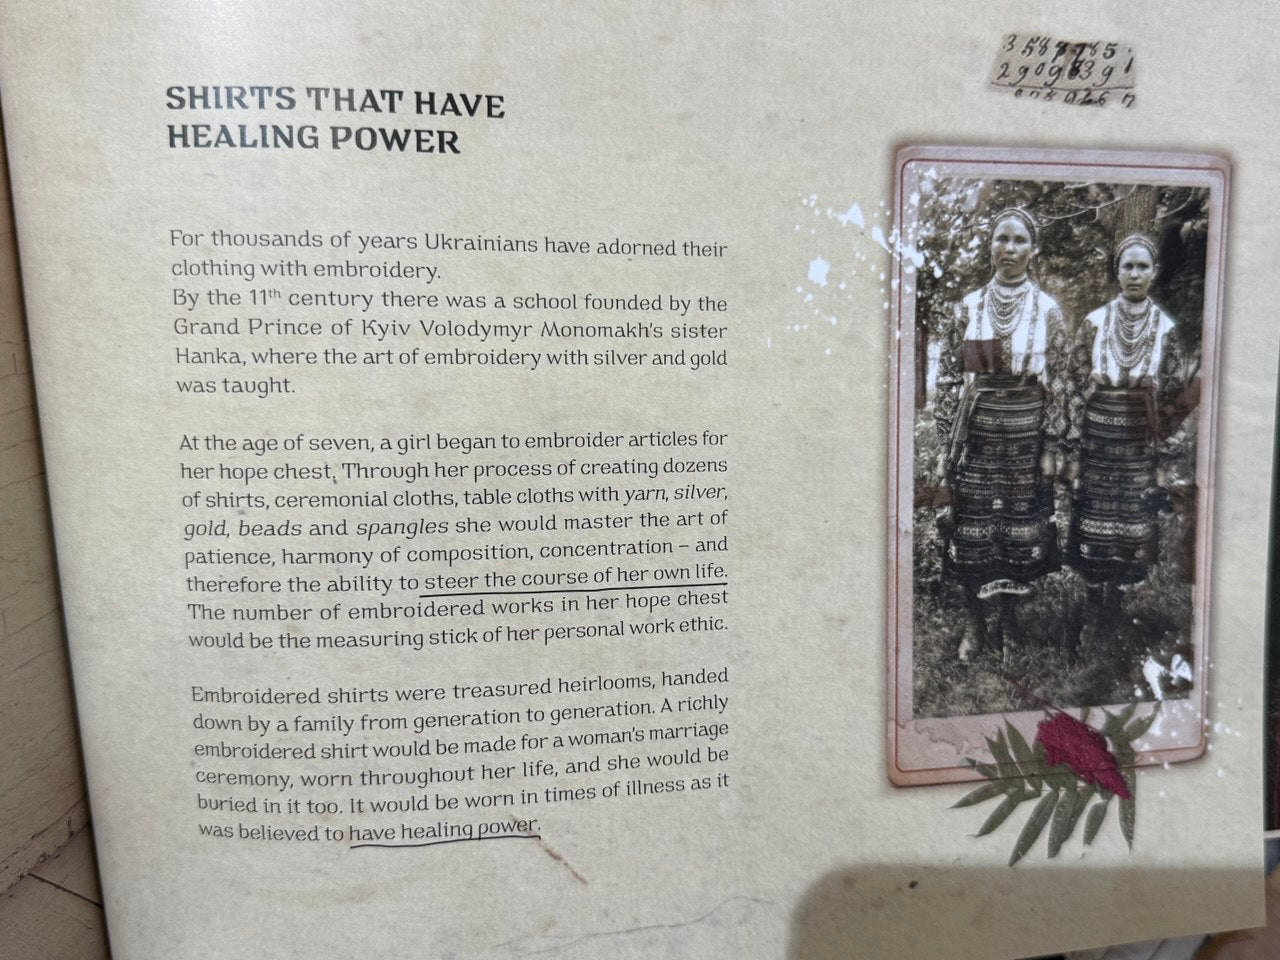 SHIRTS THAT HAVE
HEALING POWER
For thousands of years Ukrainians have adorned their
clothing with embroidery.
By the 11th century there was a school founded by the
Grand Prince of Kyiv Volodymyr Monomakh's sister
Hanka, where the art of embroidery with silver and gold
was taught.
At the age of seven, a girl began to embroider articles for
her hope chest. Through her process of creating dozens
of shirts, ceremonial cloths, table cloths with yarn, silver,
gold, beads and spangles she would master the art of
patience, harmony of composition, concentration – and
therefore the ability to steer the course of her own life.
The number of embroidered works in her hope chest
would be the measuring stick of her personal work ethic.
Embroidered shirts were treasured heirlooms, handed
down by a family from generation to generation. A richly
embroidered shirt would be made for a woman's marriage
ceremony, worn throughout her life, and she would be
buried in it too. It would be worn in times of illness as it
was believed to have healing power.